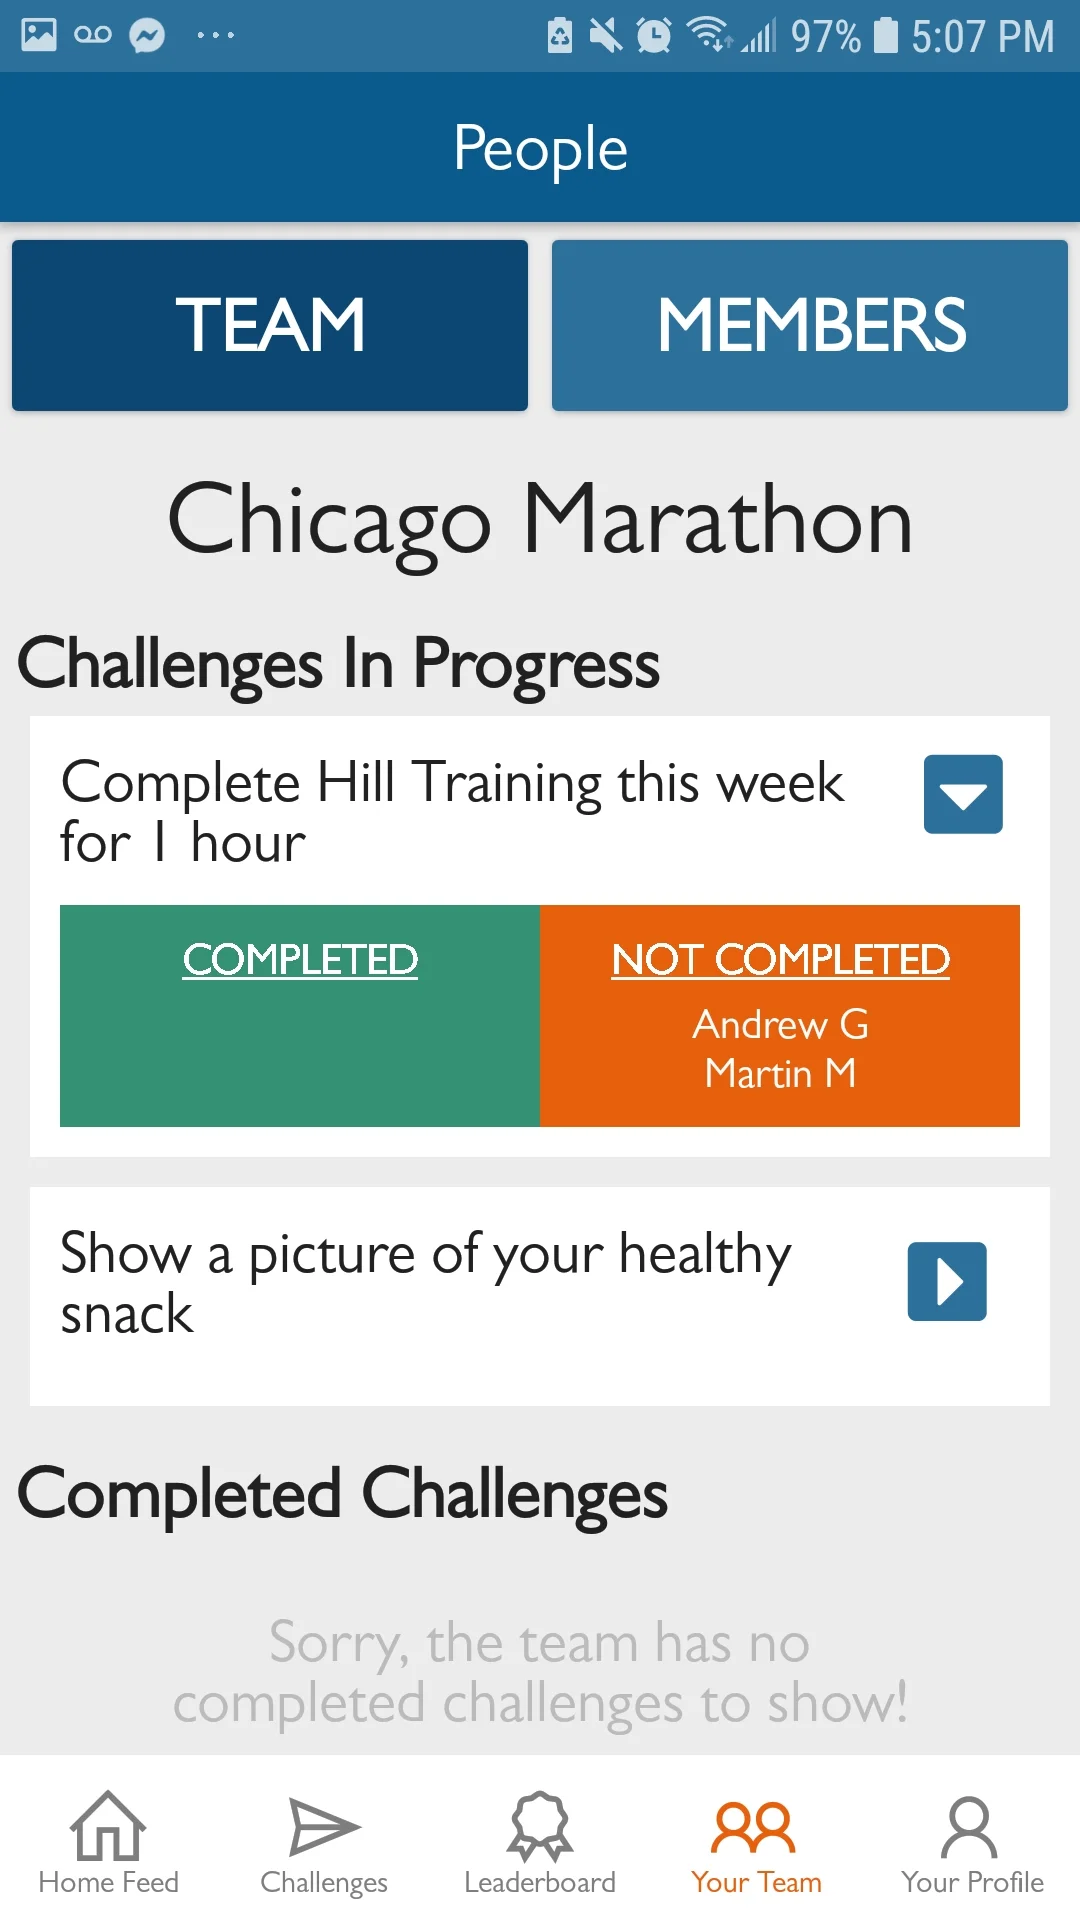 97% 5:07 PM
People
TEAM MEMBERS
Chicago Marathon
Challenges In Progress
Complete Hill Training this week
for 1 hour
COMPLETED
NOT COMPLETED
Andrew G
Martin M
Show a picture of your healthy
snack
Completed Challenges
Sorry, the team has no
completed challenges to show!
Home Feed Challenges Leaderboard Your Team Your Profile